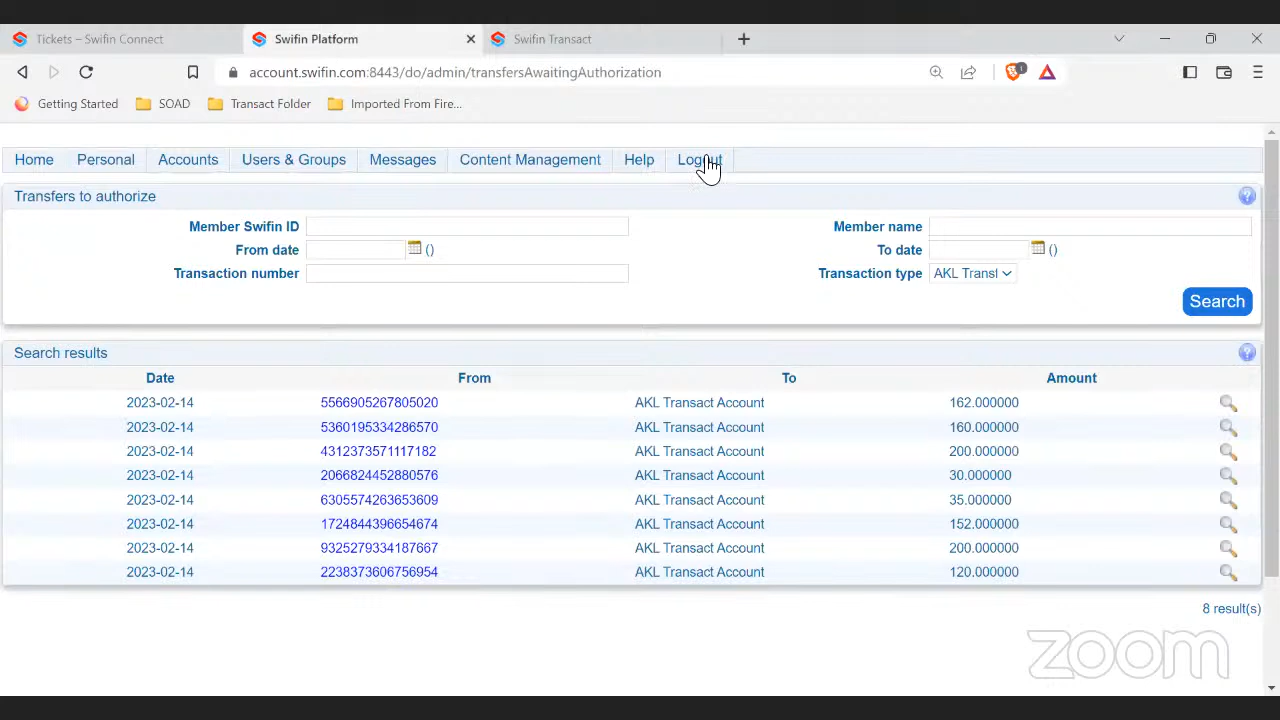 Tickets – Swifin Connect
Swifin Platform
Swifin Transact
account.swifin.com:8443/do/admin/transfersAwaitingAuthorization
1
Getting Started
SOAD
Transact Folder
Imported From Fire...
Home Personal Accounts Users & Groups Messages Content Management Help Logout
Transfers to authorize
Member Swifin ID Member name
From date () To date ()
Transaction number Transaction type AKL Transf
Search
Search results
Date From To Amount
2023-02-14 5566905267805020 AKL Transact Account 162.000000
2023-02-14 5360195334286570 AKL Transact Account 160.000000
2023-02-14 4312373571117182 AKL Transact Account 200.000000
2023-02-14 2066824452880576 AKL Transact Account 30.000000
2023-02-14 6305574263653609 AKL Transact Account 35.000000
2023-02-14 1724844396654674 AKL Transact Account 152.000000
2023-02-14 9325279334187667 AKL Transact Account 200.000000
2023-02-14 2238373606756954 AKL Transact Account 120.000000
8 result(s)
zoom